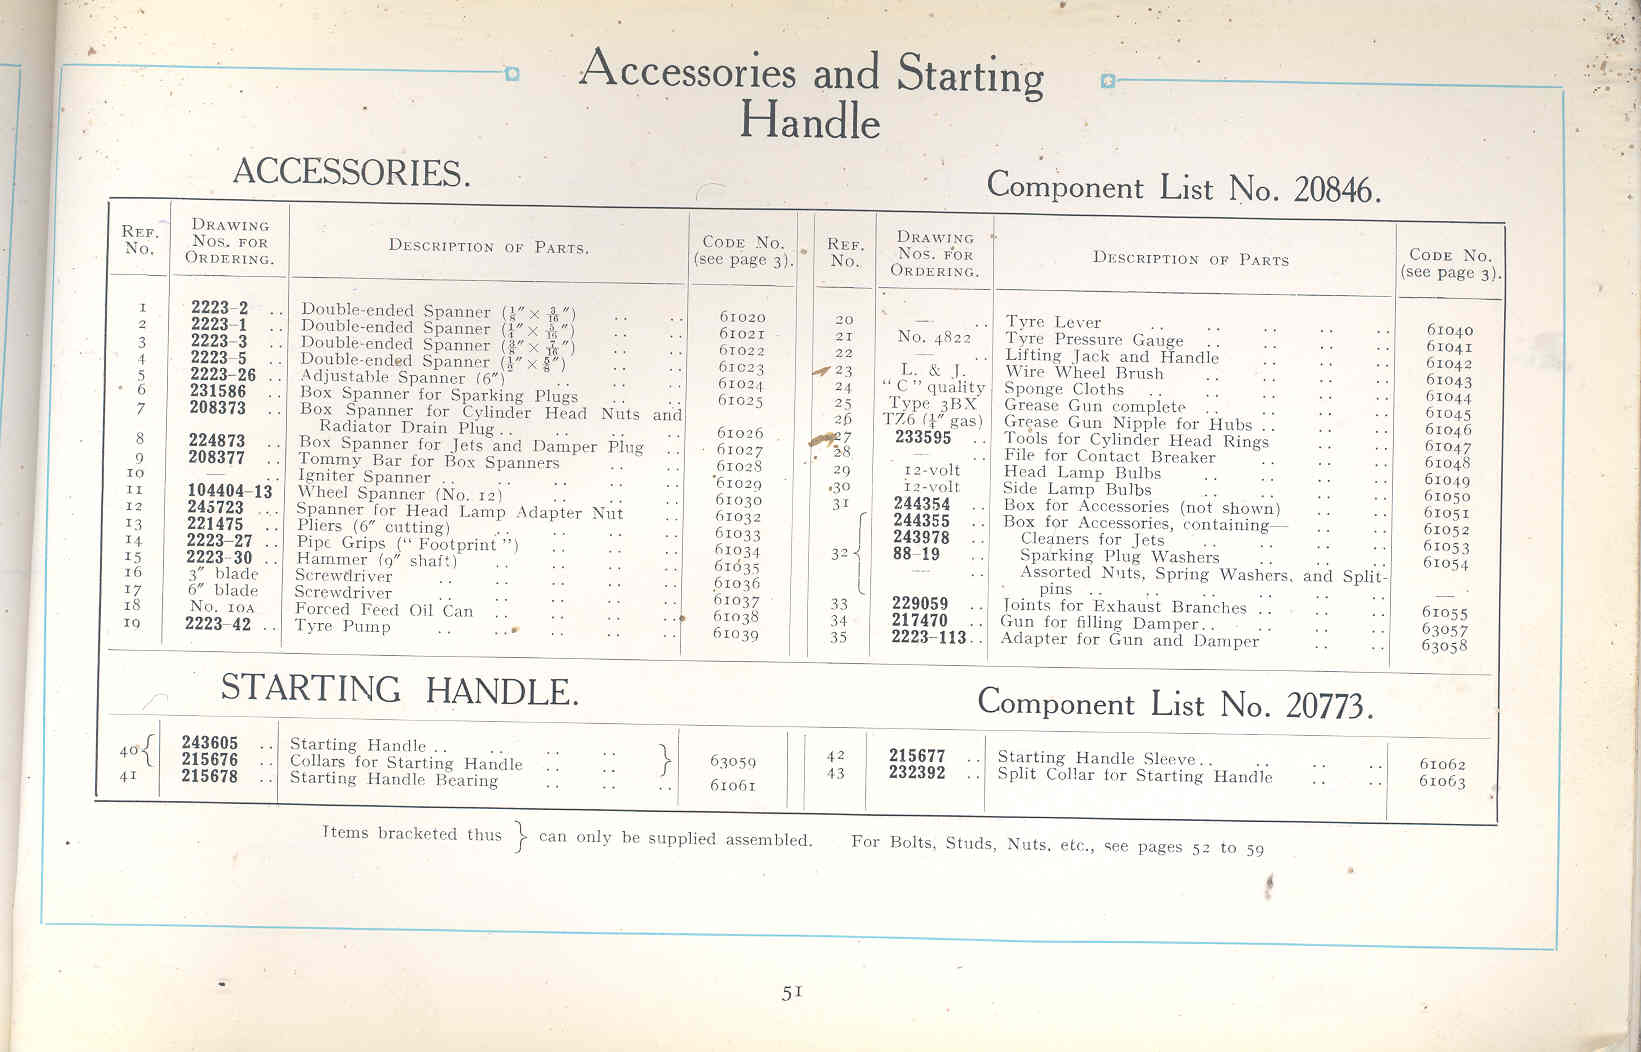 Accessories and Starting
Handle
ACCESSORIES.
Component List No. 20846.
REF. No. DRAWING NOS. FOR ORDERING. DESCRIPTION OF PARTS. CODE No. (see page 3).
1 2223-2 .. Double-ended Spanner (⅛″ × 3/16″) .. .. 61020
2 2223-1 .. Double-ended Spanner (¼″ × 5/16″) .. .. 61021
3 2223-3 .. Double-ended Spanner (⅜″ × 7/16″) .. .. 61022
4 2223-5 .. Double-ended Spanner (½″ × ⅝″) .. .. 61023
5 2223-26 .. Adjustable Spanner (6″) .. .. .. 61024
6 231586 .. Box Spanner for Sparking Plugs .. .. 61025
7 208373 .. Box Spanner for Cylinder Head Nuts and
Radiator Drain Plug .. .. .. .. 61026
8 224873 .. Box Spanner for Jets and Damper Plug .. 61027
9 208377 .. Tommy Bar for Box Spanners .. .. 61028
10 — .. Igniter Spanner .. .. .. .. .. 61029
11 104404-13 Wheel Spanner (No. 12) .. .. .. 61030
12 245723 ... Spanner for Head Lamp Adapter Nut .. 61032
13 221475 .. Pliers (6″ cutting) .. .. .. .. 61033
14 2223-27 .. Pipe Grips (“ Footprint ”) .. .. .. 61034
15 2223-30 .. Hammer (9″ shaft) .. .. .. .. 61035
16 3″ blade Screwdriver .. .. .. .. .. 61036
17 6″ blade Screwdriver .. .. .. .. .. 61037
18 No. 10A Forced Feed Oil Can .. .. .. .. 61038
19 2223-42 .. Tyre Pump .. .. .. .. .. 61039
REF. No. DRAWING NOS. FOR ORDERING. DESCRIPTION OF PARTS CODE No. (see page 3).
20 — .. Tyre Lever .. .. .. .. .. 61040
21 No. 4822 Tyre Pressure Gauge .. .. .. .. 61041
22 — .. Lifting Jack and Handle .. .. .. 61042
23 L. & J. Wire Wheel Brush .. .. .. .. 61043
24 “ C ” quality Sponge Cloths .. .. .. .. .. 61044
25 Type 3BX Grease Gun complete .. .. .. .. 61045
26 TZ6 (¼″ gas) Grease Gun Nipple for Hubs .. .. .. 61046
27 233595 .. Tools for Cylinder Head Rings .. .. 61047
28 — .. File for Contact Breaker .. .. .. 61048
29 12-volt Head Lamp Bulbs .. .. .. .. 61049
30 12-volt Side Lamp Bulbs .. .. .. .. 61050
31 244354 .. Box for Accessories (not shown) .. .. 61051
32 { 244355 .. Box for Accessories, containing— .. .. 61052
243978 .. Cleaners for Jets .. .. .. .. 61053
88-19 .. Sparking Plug Washers .. .. .. 61054
— .. Assorted Nuts, Spring Washers, and Split-
pins .. .. .. .. .. .. —
33 229059 .. Joints for Exhaust Branches .. .. .. 61055
34 217470 .. Gun for filling Damper .. .. .. .. 63057
35 2223-113 .. Adapter for Gun and Damper .. .. 63058
STARTING HANDLE.
Component List No. 20773.
40 { 243605 .. Starting Handle .. .. .. .. }
215676 .. Collars for Starting Handle .. .. 63059
41 215678 .. Starting Handle Bearing .. .. .. 61061
42 215677 .. Starting Handle Sleeve .. .. .. .. 61062
43 232392 .. Split Collar for Starting Handle .. .. 61063
Items bracketed thus } can only be supplied assembled. For Bolts, Studs, Nuts, etc., see pages 52 to 59
51